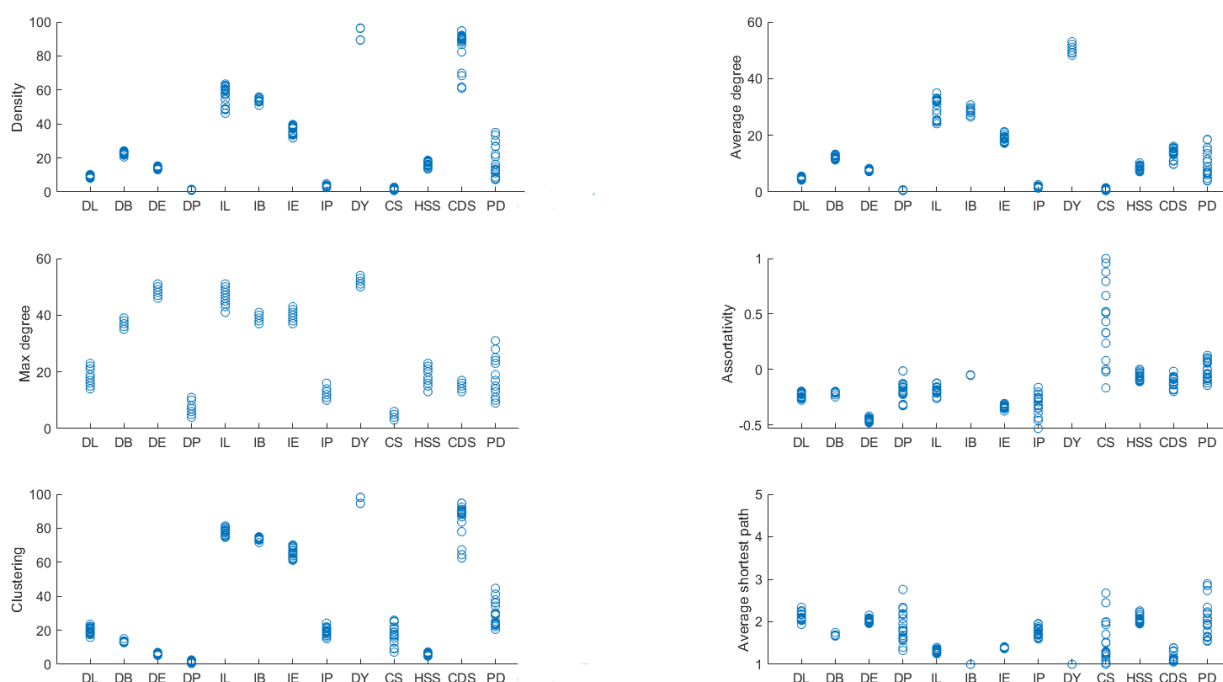 100
80
60
40
20
0
Density
DL DB DE DP IL IB IE IP DY CS HSS CDS PD
60
40
20
0
Average degree
DL DB DE DP IL IB IE IP DY CS HSS CDS PD
60
40
20
0
Max degree
DL DB DE DP IL IB IE IP DY CS HSS CDS PD
1
0.5
0
-0.5
Assortativity
DL DB DE DP IL IB IE IP DY CS HSS CDS PD
100
80
60
40
20
0
Clustering
DL DB DE DP IL IB IE IP DY CS HSS CDS PD
5
4
3
2
1
Average shortest path
DL DB DE DP IL IB IE IP DY CS HSS CDS PD